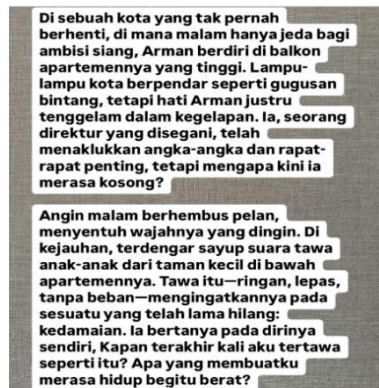 Di sebuah kota yang tak pernah
berhenti, di mana malam hanya jeda bagi
ambisi siang, Arman berdiri di balkon
apartemennya yang tinggi. Lampu-
lampu kota berpendar seperti gugusan
bintang, tetapi hati Arman justru
tenggelam dalam kegelapan. Ia, seorang
direktur yang disegani, telah
menaklukkan angka-angka dan rapat-
rapat penting, tetapi mengapa kini ia
merasa kosong?
Angin malam berhembus pelan,
menyentuh wajahnya yang dingin. Di
kejauhan, terdengar sayup suara tawa
anak-anak dari taman kecil di bawah
apartemennya. Tawa itu—ringan, lepas,
tanpa beban—mengingatkannya pada
sesuatu yang telah lama hilang:
kedamaian. Ia bertanya pada dirinya
sendiri, Kapan terakhir kali aku tertawa
seperti itu? Apa yang membuatku
merasa hidup begitu berat?